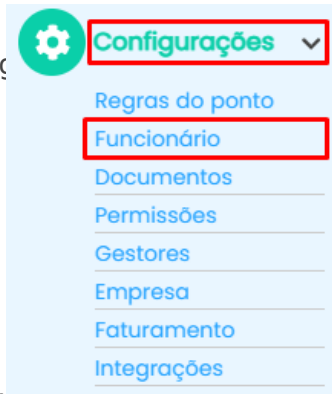 Configurações
Regras do ponto
Funcionário
Documentos
Permissões
Gestores
Empresa
Faturamento
Integrações